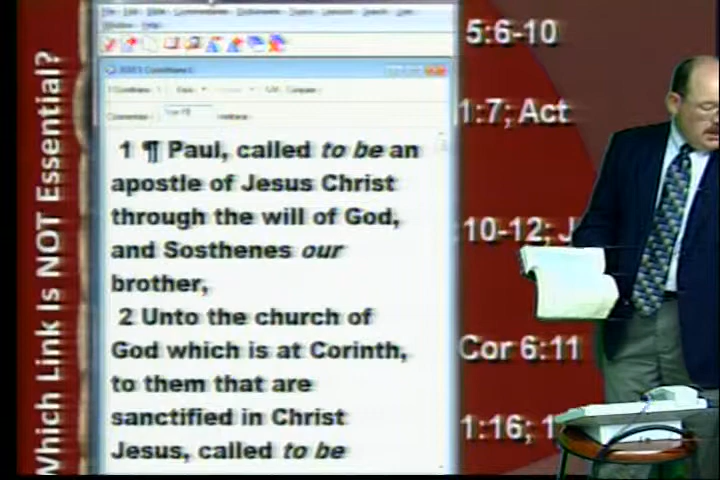 Which Link Is NOT Essential?
1 ¶ Paul, called to be an
apostle of Jesus Christ
through the will of God,
and Sosthenes our
brother,
2 Unto the church of
God which is at Corinth,
to them that are
sanctified in Christ
Jesus, called to be
5:6-10
1:7; Act
10-12; J
Cor 6:11
1:16; 1